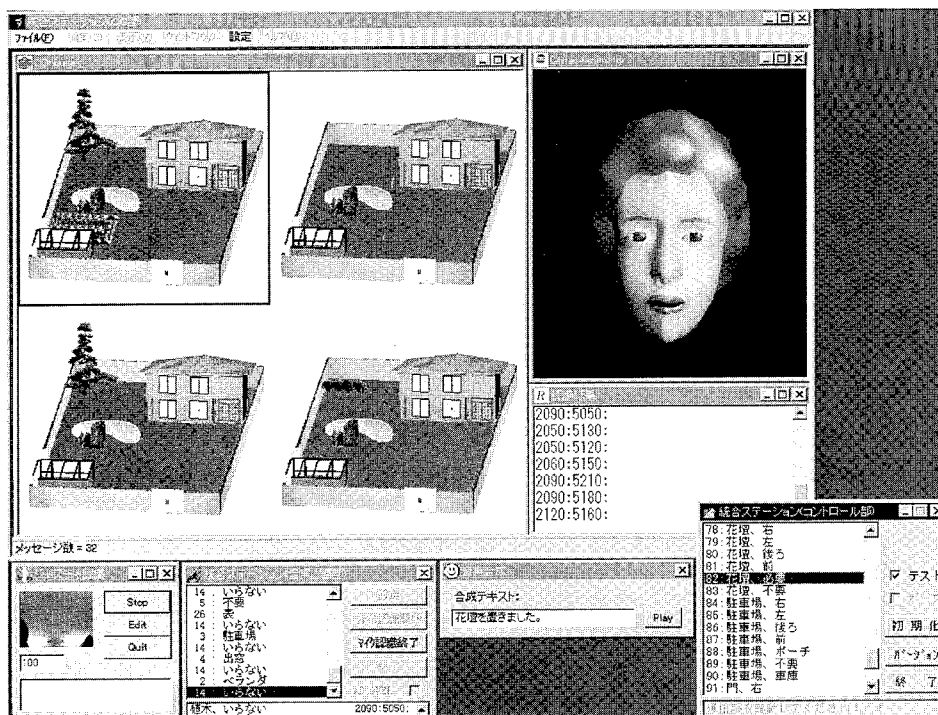 ファイル(F)
設定
2090:5050:
2050:5130:
2050:5120:
2060:5150:
2090:5210:
2090:5180:
2120:5160:
メッセージ数 = 32
Stop
Edit
Quit
100
14 : いらない
5 : 不要
26 : 表
14 : いらない
3 : 駐車場
14 : いらない
4 : 出窓
14 : いらない
2 : ベランダ
14 : いらない
マイク認識終了
植木、いらない
2090:5050:
合成テキスト:
花壇を置きました。
Play
統合ステーション(コントロール部)
78:花壇、右
79:花壇、左
80:花壇、後ろ
81:花壇、前
82:花壇、必要
83:花壇、不要
84:駐車場、右
85:駐車場、左
86:駐車場、後ろ
87:駐車場、前
88:駐車場、ポーチ
89:駐車場、不要
90:駐車場、車庫
91:門、右
テスト
初 期 化
バージョン
終 了